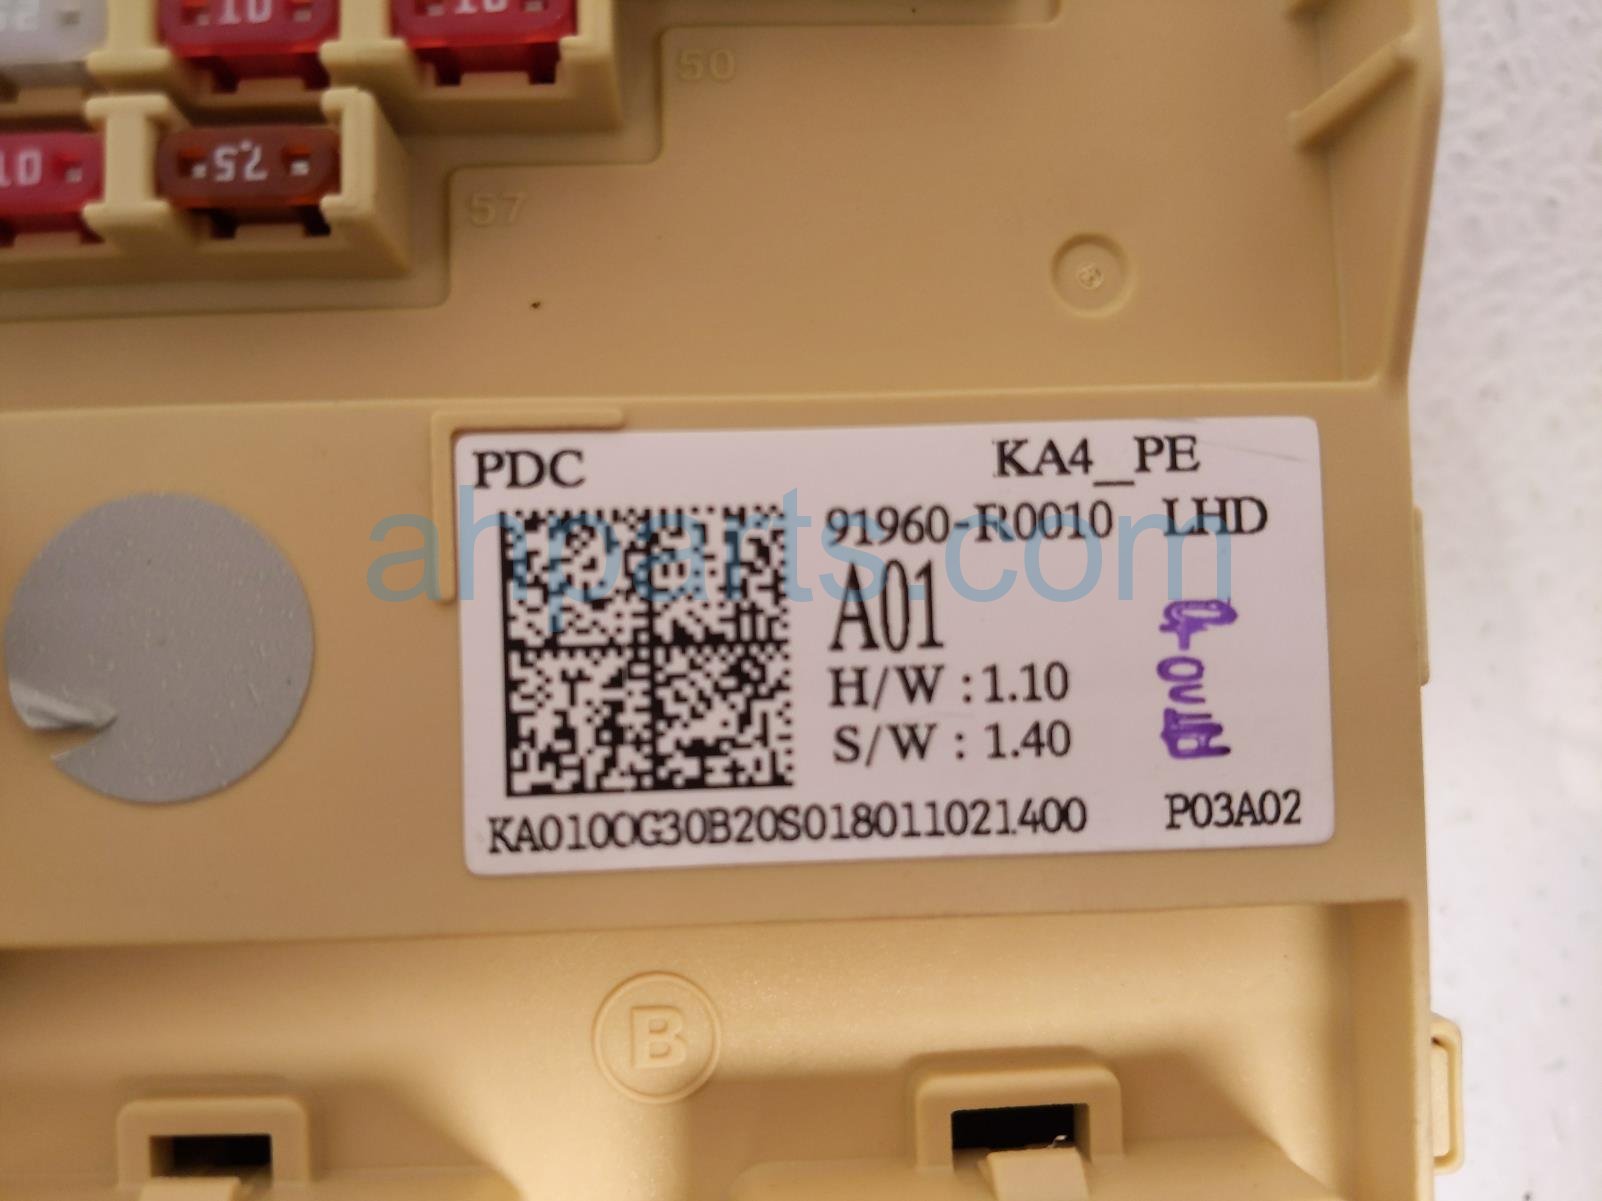 10
10
50
10
7.5
57
PDC KA4_PE
91960-R0010 LHD
A01
H/W : 1.10
S/W : 1.40
KA0100G30B20S018011021400 P03A02
ahparts.com
B